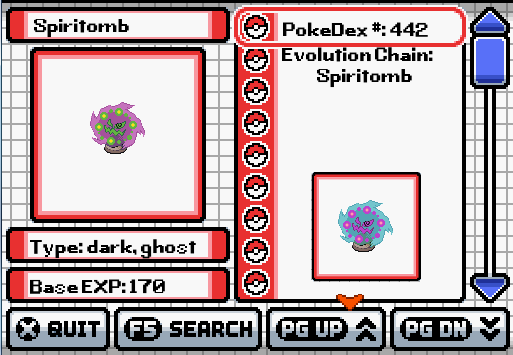 Spiritomb
PokeDex #: 442
Evolution Chain:
Spiritomb
Type: dark, ghost
Base EXP: 170
X QUIT
F5 SEARCH
PG UP
PG DN